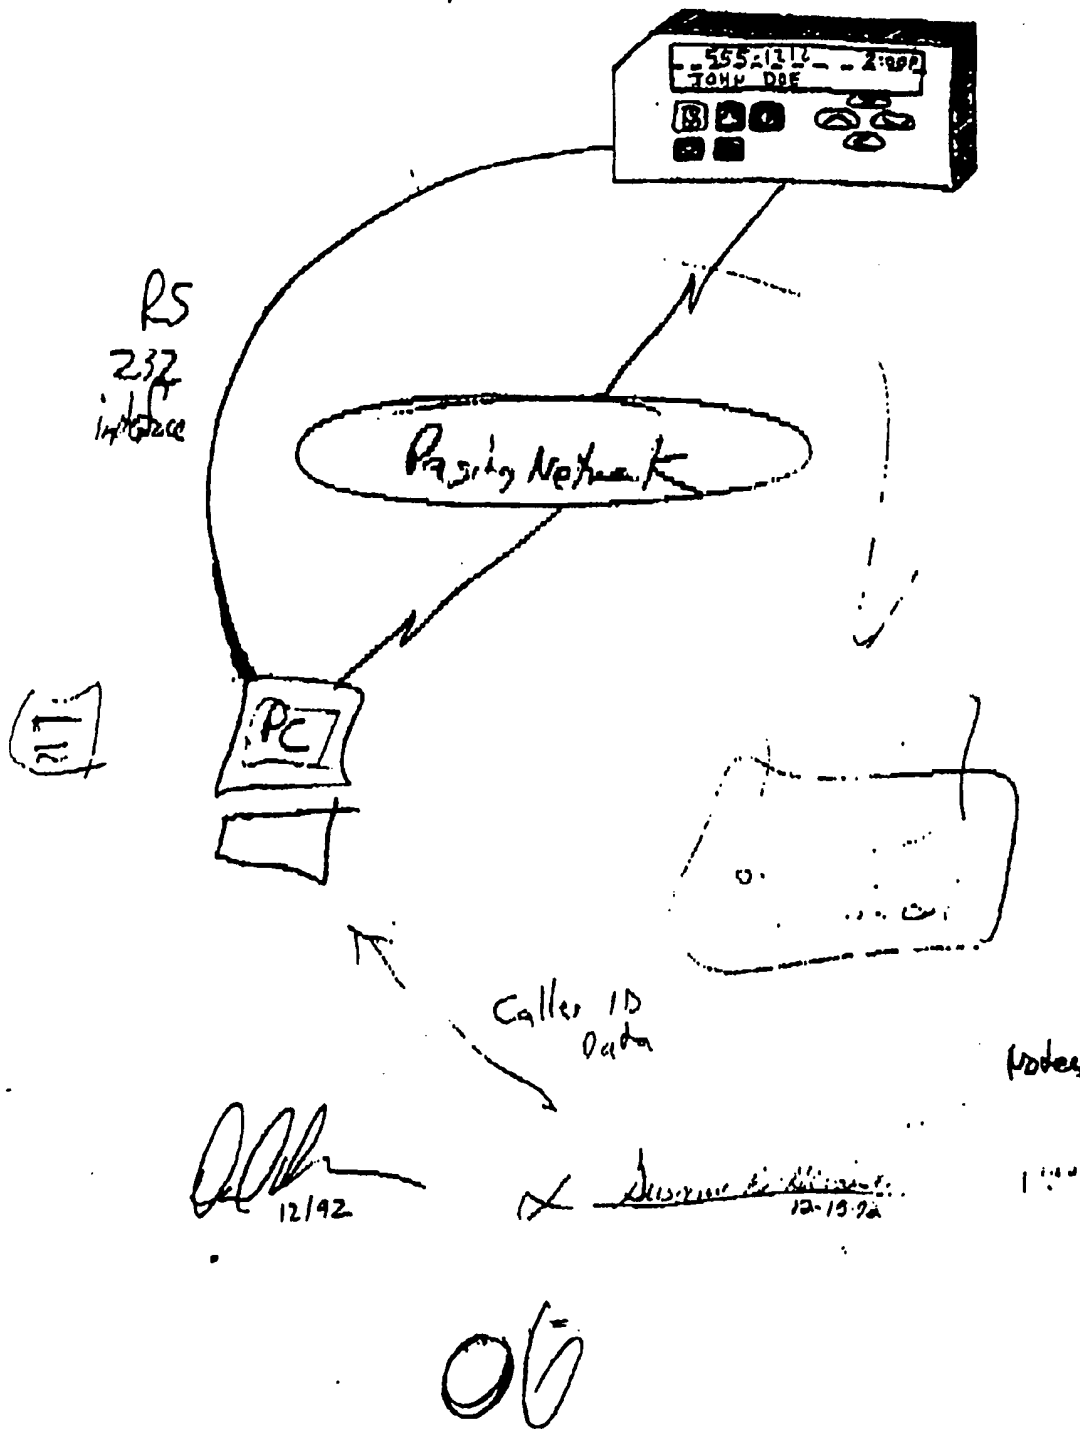 555-1212 2:00P
JOHN DOE
RS
232
interface
Paging Network
PC
Caller ID
Data
Notes
12/92
12-15-92